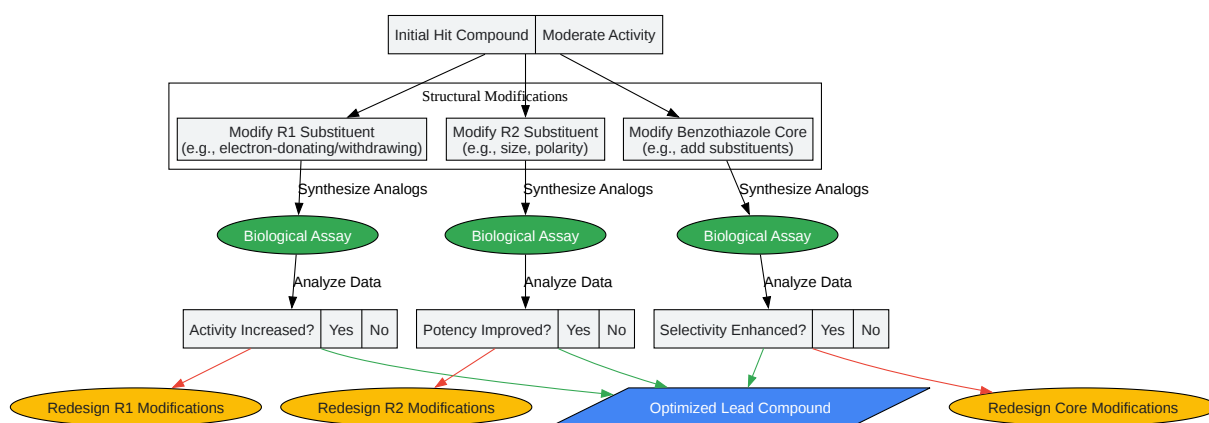 Initial Hit Compound Moderate Activity
Structural Modifications
Modify R1 Substituent
(e.g., electron-donating/withdrawing)
Modify R2 Substituent
(e.g., size, polarity)
Modify Benzothiazole Core
(e.g., add substituents)
Synthesize Analogs
Synthesize Analogs
Synthesize Analogs
Biological Assay
Biological Assay
Biological Assay
Analyze Data
Analyze Data
Analyze Data
Activity Increased? Yes No
Potency Improved? Yes No
Selectivity Enhanced? Yes No
Redesign R1 Modifications
Redesign R2 Modifications
Optimized Lead Compound
Redesign Core Modifications